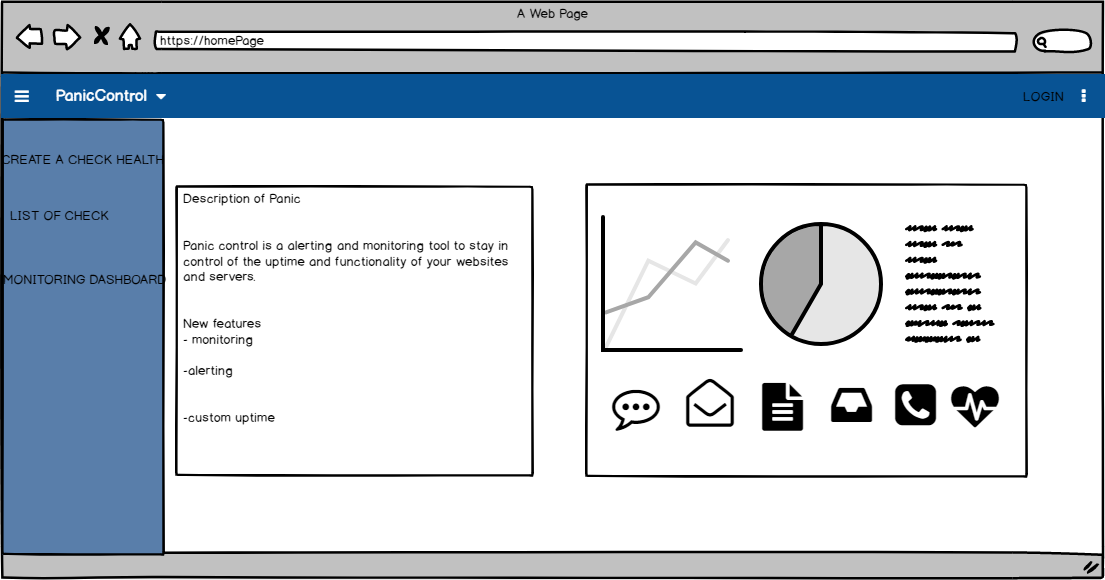 A Web Page
https://homePage
PanicControl
LOGIN
CREATE A CHECK HEALTH
LIST OF CHECK
MONITORING DASHBOARD
Description of Panic
Panic control is a alerting and monitoring tool to stay in
control of the uptime and functionality of your websites
and servers.
New features
- monitoring
-alerting
-custom uptime